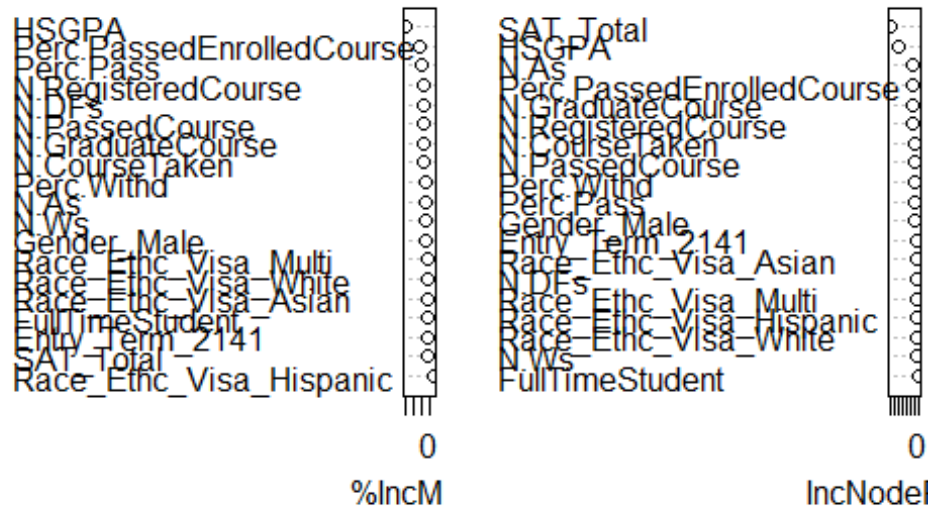 HSGPA
Perc.PassedEnrolledCourse
Perc.Pass
N.RegisteredCourse
N.DFs
N.PassedCourse
N.GraduateCourse
N.CourseTaken
Perc.Withd
N.As
N.Ws
Gender_Male
Race_Ethc_Visa_Multi
Race_Ethc_Visa_White
Race_Ethc_Visa_Asian
FullTimeStudent
Entry_Term_2141
SAT_Total
Race_Ethc_Visa_Hispanic
0
%IncM
SAT_Total
HSGPA
N.As
Perc.PassedEnrolledCourse
N.GraduateCourse
N.RegisteredCourse
N.CourseTaken
N.PassedCourse
Perc.Withd
Perc.Pass
Gender_Male
Entry_Term_2141
Race_Ethc_Visa_Asian
N.DFs
Race_Ethc_Visa_Multi
Race_Ethc_Visa_Hispanic
Race_Ethc_Visa_White
N.Ws
FullTimeStudent
0
IncNodeP